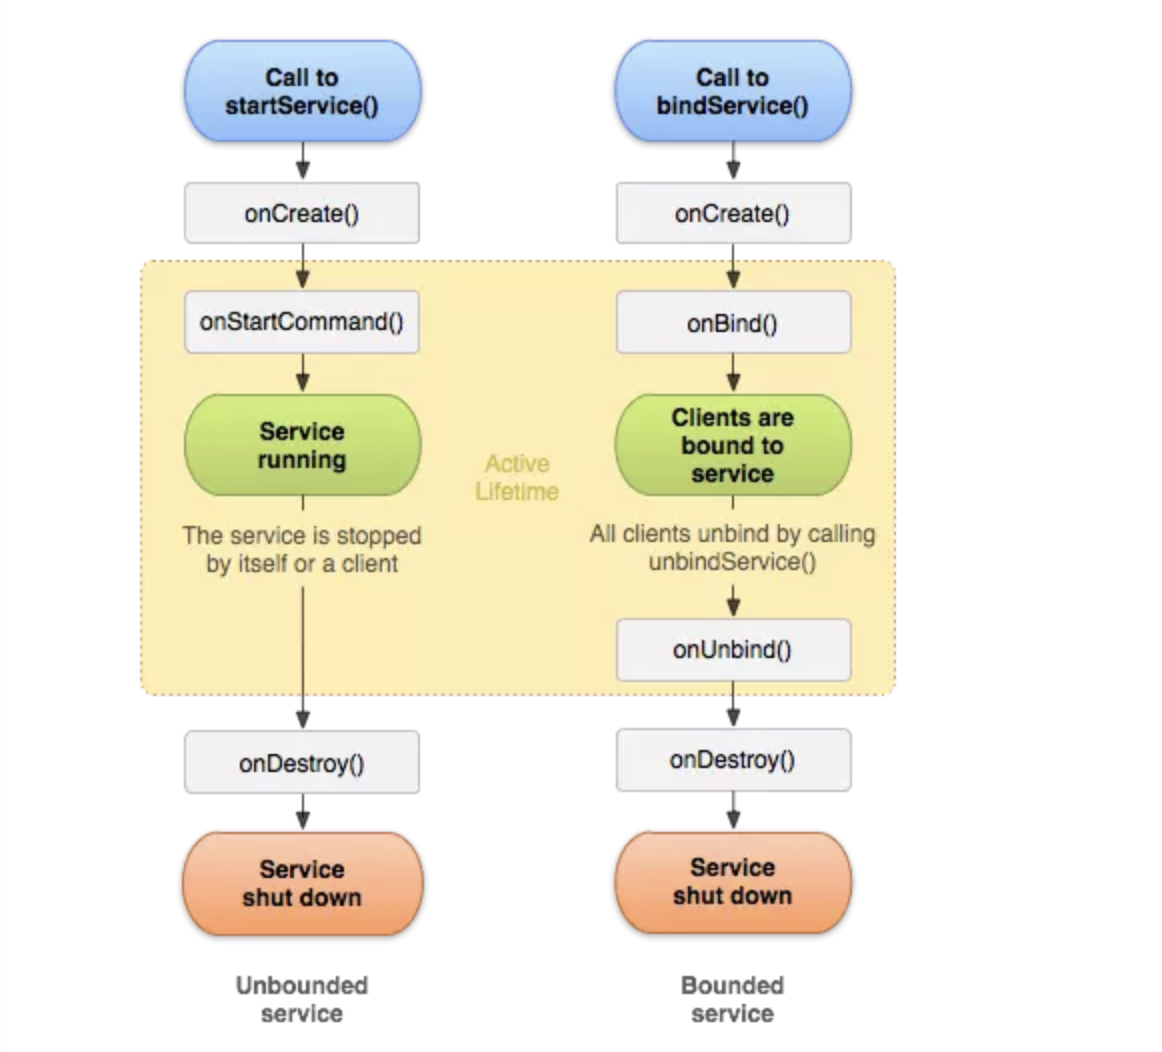 Call to
startService()
onCreate()
onStartCommand()
Service
running
The service is stopped
by itself or a client
onDestroy()
Service
shut down
Unbounded
service
Active
Lifetime
Call to
bindService()
onCreate()
onBind()
Clients are
bound to
service
All clients unbind by calling
unbindService()
onUnbind()
onDestroy()
Service
shut down
Bounded
service